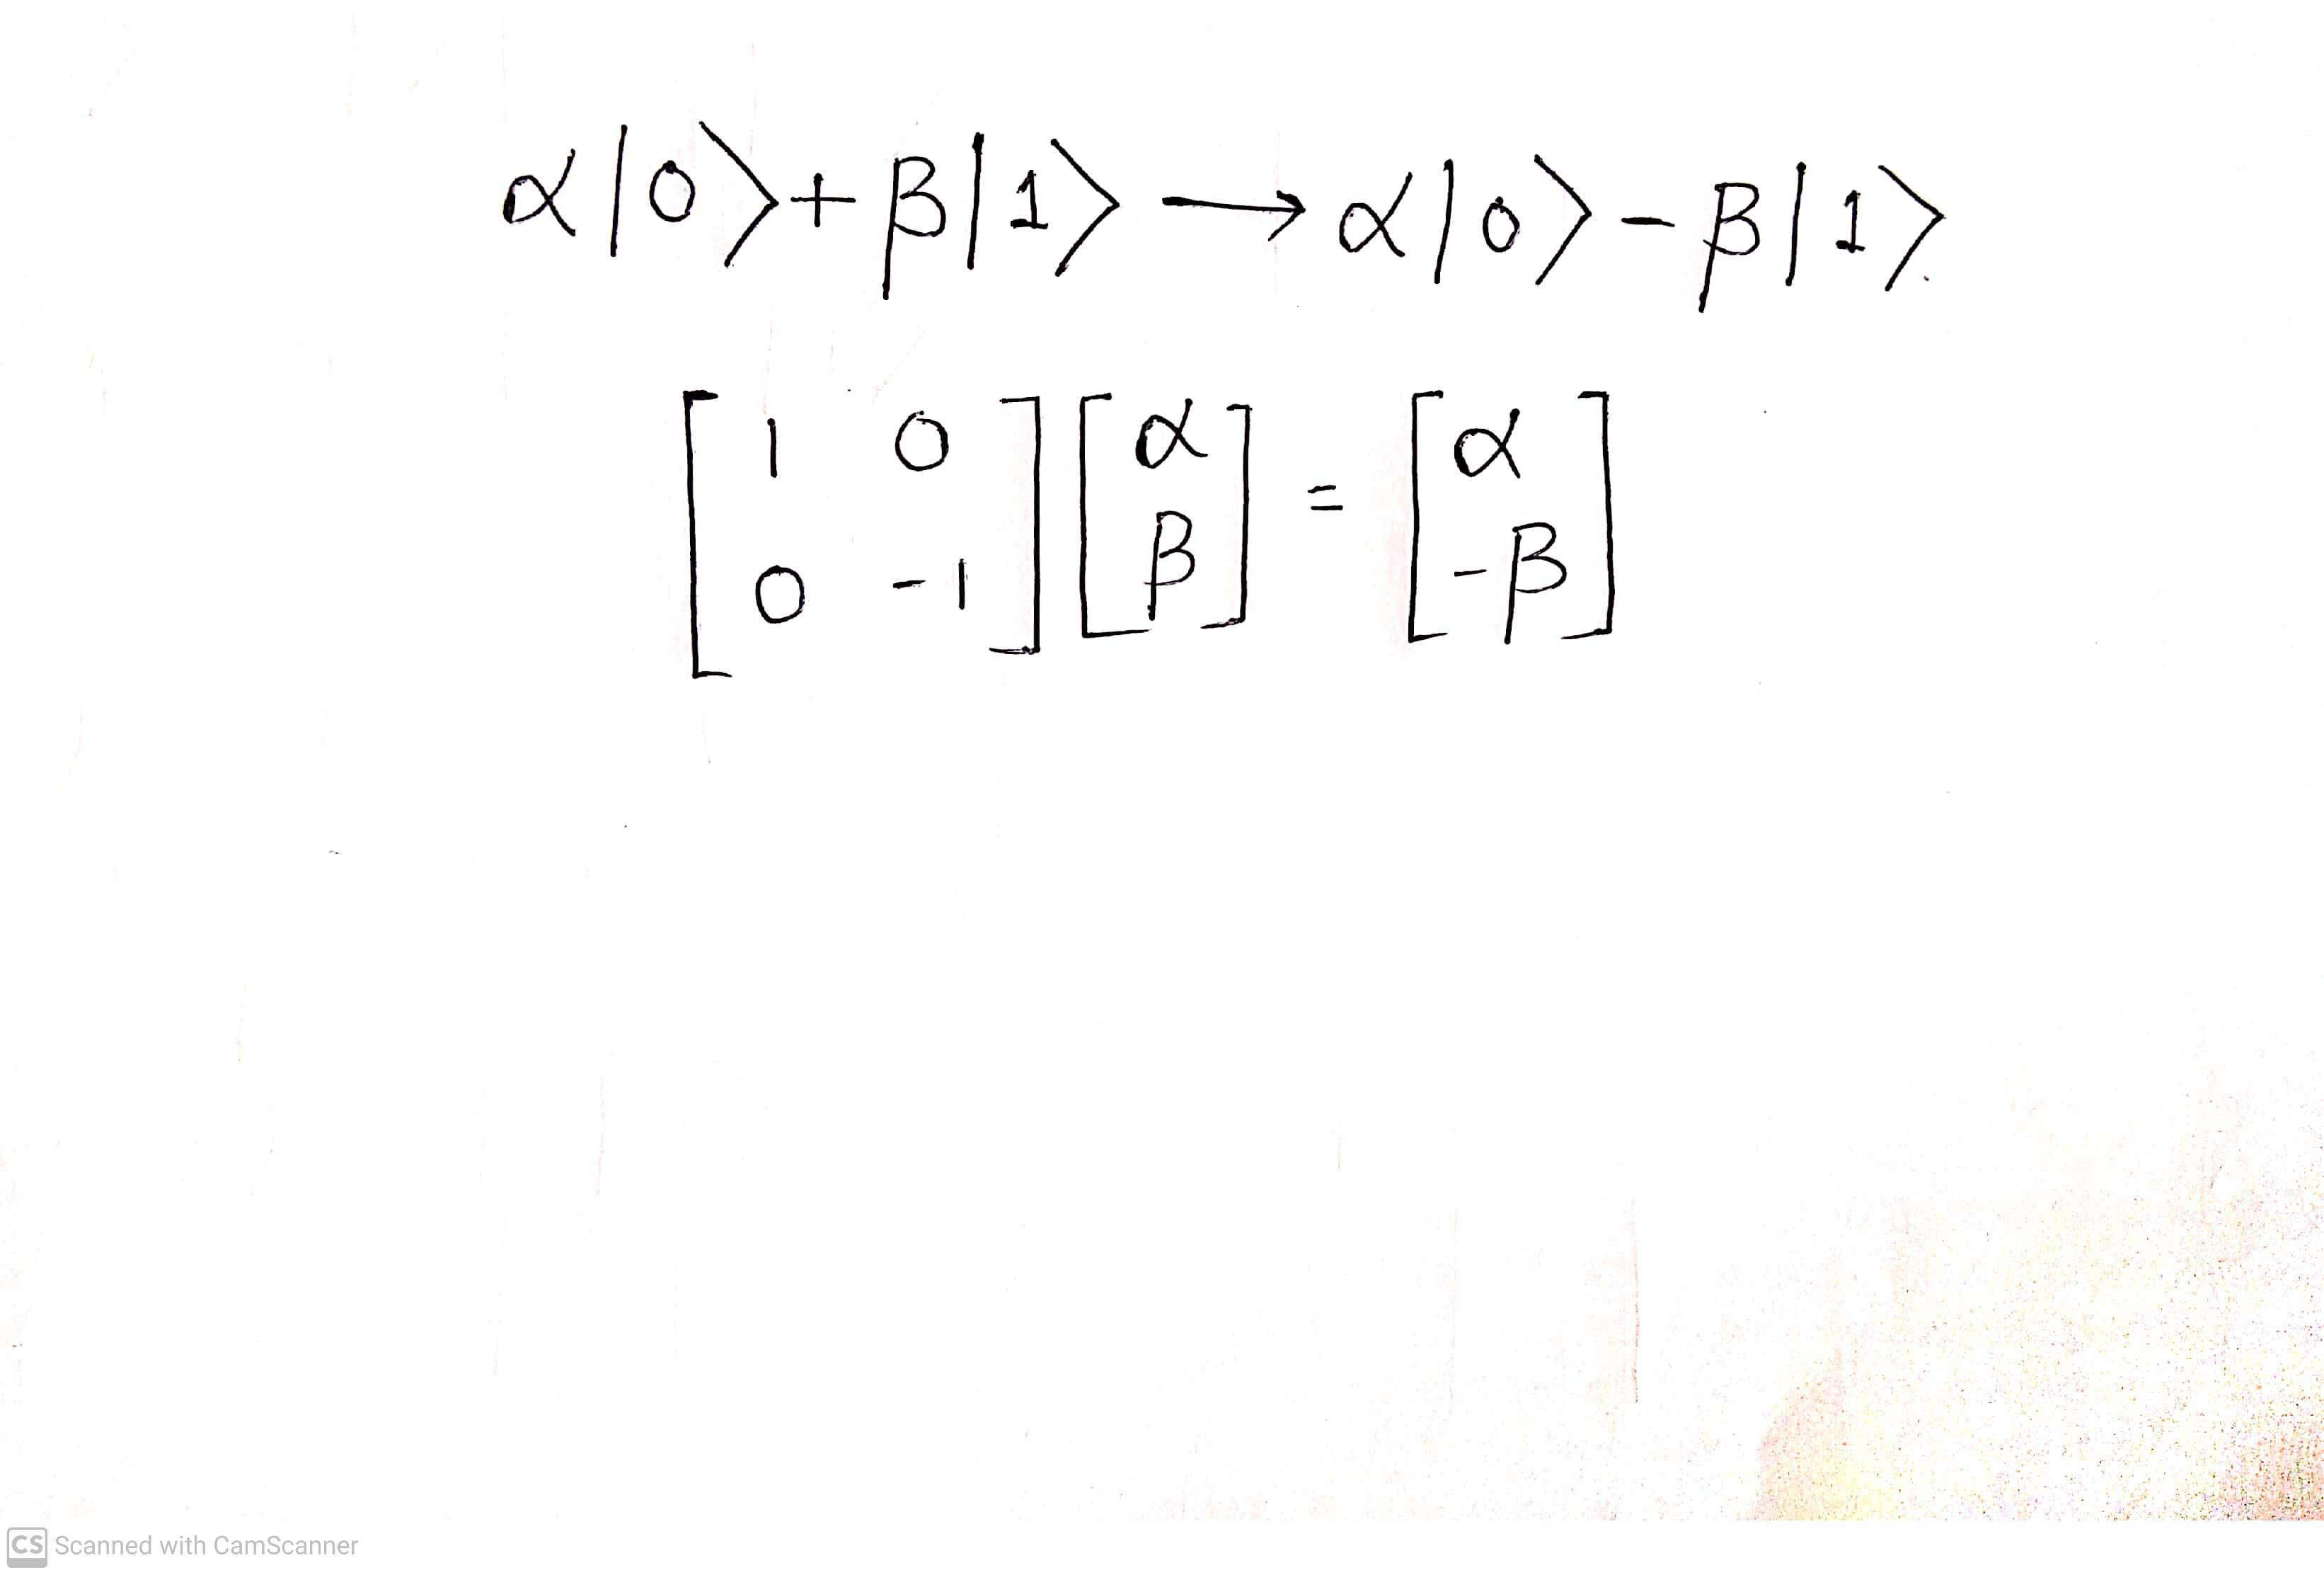 α|0⟩+β|1⟩ → α|0⟩-β|1⟩.
[1 0
0 -1] [α
β] = [α
-β]
CS Scanned with CamScanner